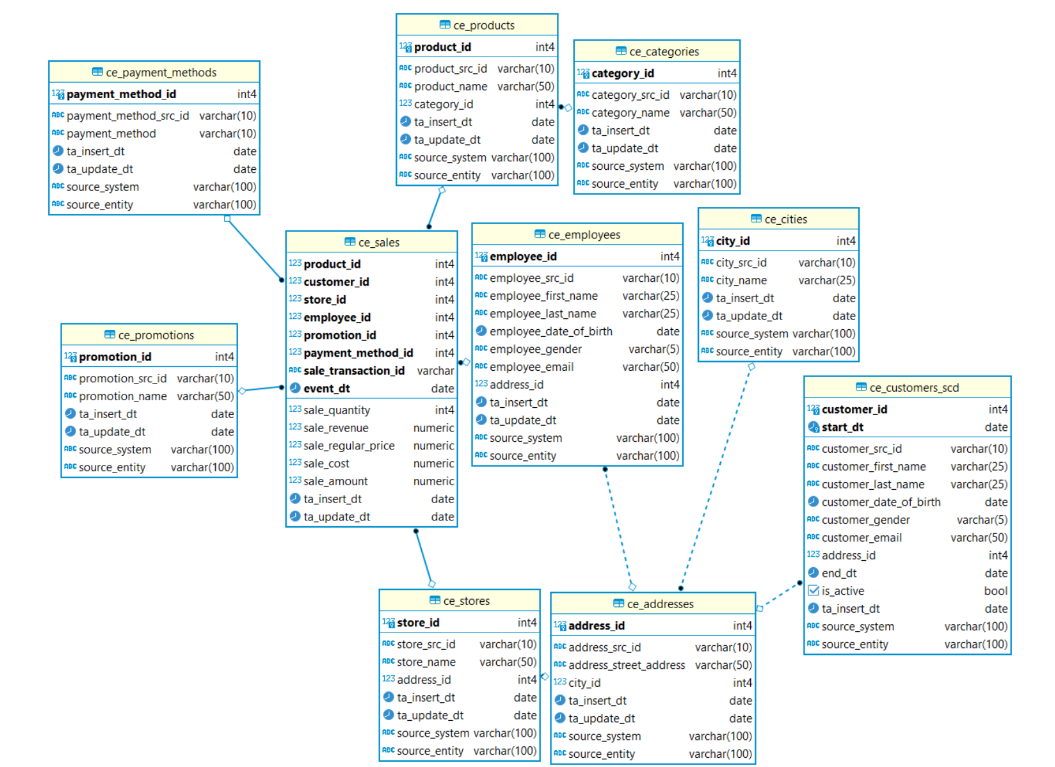 ce_products
product_id int4
product_src_id varchar(10)
product_name varchar(50)
category_id int4
ta_insert_dt date
ta_update_dt date
source_system varchar(100)
source_entity varchar(100)
ce_categories
category_id int4
category_src_id varchar(10)
category_name varchar(50)
ta_insert_dt date
ta_update_dt date
source_system varchar(100)
source_entity varchar(100)
ce_payment_methods
payment_method_id int4
payment_method_src_id varchar(10)
payment_method varchar(10)
ta_insert_dt date
ta_update_dt date
source_system varchar(100)
source_entity varchar(100)
ce_sales
product_id int4
customer_id int4
store_id int4
employee_id int4
promotion_id int4
payment_method_id int4
sale_transaction_id varchar
event_dt date
sale_quantity int4
sale_revenue numeric
sale_regular_price numeric
sale_cost numeric
sale_amount numeric
ta_insert_dt date
ta_update_dt date
ce_employees
employee_id int4
employee_src_id varchar(10)
employee_first_name varchar(25)
employee_last_name varchar(25)
employee_date_of_birth date
employee_gender varchar(5)
employee_email varchar(50)
address_id int4
ta_insert_dt date
ta_update_dt date
source_system varchar(100)
source_entity varchar(100)
ce_cities
city_id int4
city_src_id varchar(10)
city_name varchar(25)
ta_insert_dt date
ta_update_dt date
source_system varchar(100)
source_entity varchar(100)
ce_promotions
promotion_id int4
promotion_src_id varchar(10)
promotion_name varchar(50)
ta_insert_dt date
ta_update_dt date
source_system varchar(100)
source_entity varchar(100)
ce_customers_scd
customer_id int4
start_dt date
customer_src_id varchar(10)
customer_first_name varchar(25)
customer_last_name varchar(25)
customer_date_of_birth date
customer_gender varchar(5)
customer_email varchar(50)
address_id int4
end_dt date
is_active bool
ta_insert_dt date
source_system varchar(100)
source_entity varchar(100)
ce_stores
store_id int4
store_src_id varchar(10)
store_name varchar(50)
address_id int4
ta_insert_dt date
ta_update_dt date
source_system varchar(100)
source_entity varchar(100)
ce_addresses
address_id int4
address_src_id varchar(10)
address_street_address varchar(50)
city_id int4
ta_insert_dt date
ta_update_dt date
source_system varchar(100)
source_entity varchar(100)